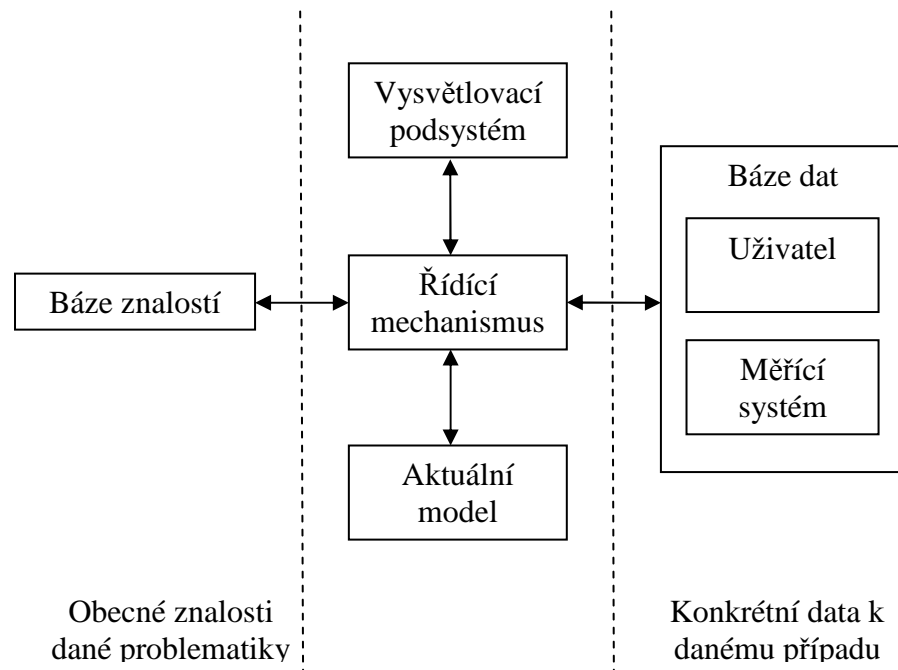 Vysvětlovací
podsystém
Báze dat
Uživatel
Báze znalostí
Řídící
mechanismus
Měřící
systém
Aktuální
model
Obecné znalosti
dané problematiky
Konkrétní data k
danému případu